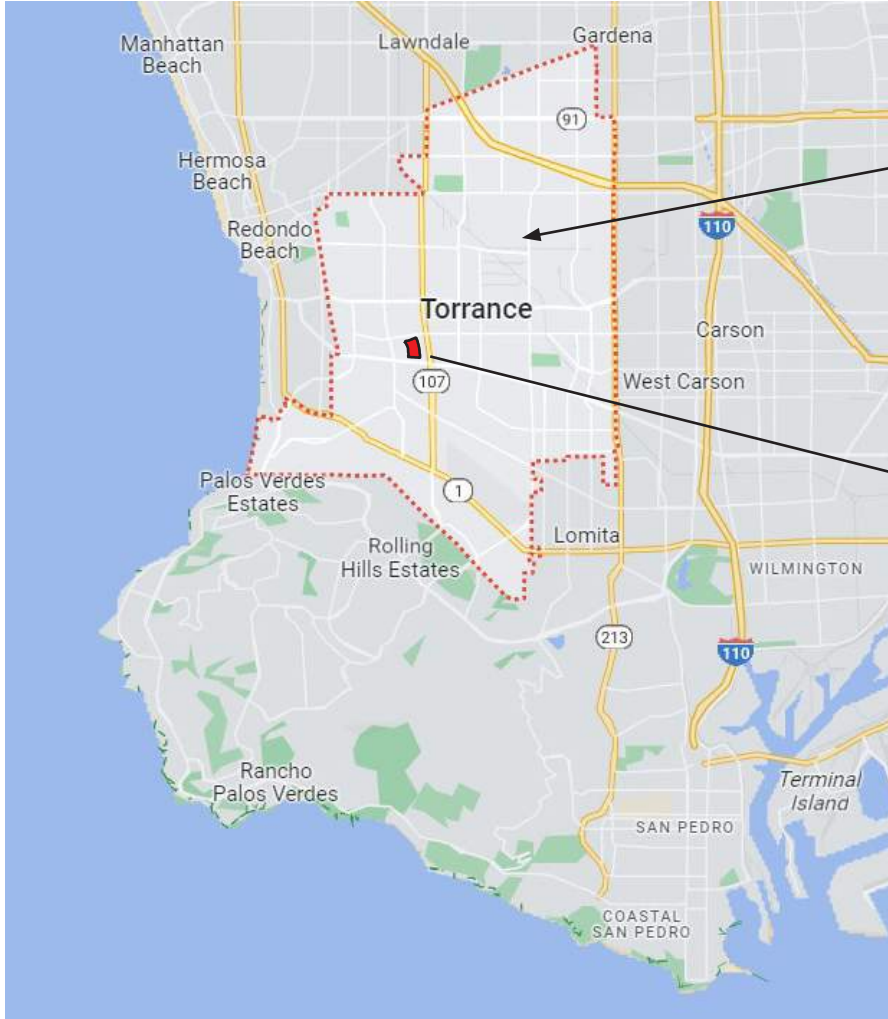 Manhattan
Beach
Lawndale
Gardena
91
Hermosa
Beach
Redondo
Beach
110
Torrance
Carson
107
West Carson
Palos Verdes
Estates
1
Rolling
Hills Estates
Lomita
WILMINGTON
213
110
Rancho
Palos Verdes
Terminal
Island
SAN PEDRO
COASTAL
SAN PEDRO